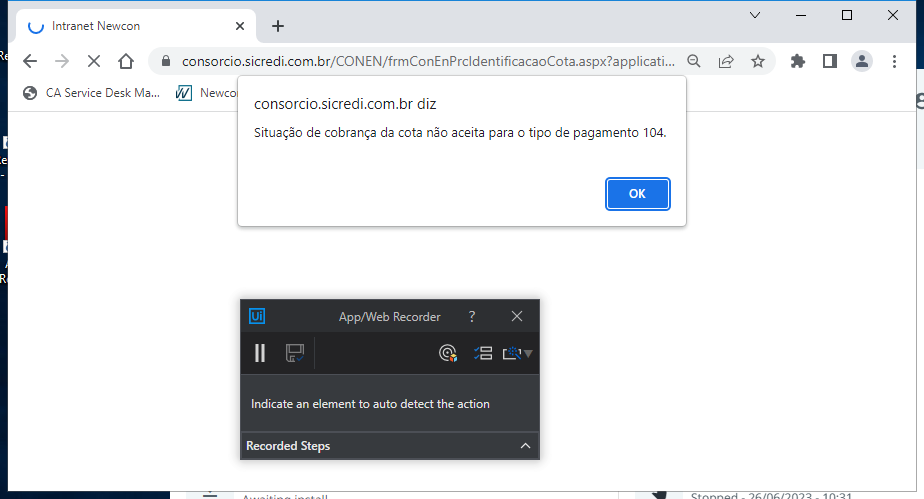 Intranet Newcon
consorcio.sicredi.com.br/CONEN/frmConEnPrcIdentificacaoCota.aspx?applicati...
CA Service Desk Ma...
Newco
consorcio.sicredi.com.br diz
Situação de cobrança da cota não aceita para o tipo de pagamento 104.
OK
Ui
App/Web Recorder
?
Indicate an element to auto detect the action
Recorded Steps
Awaiting install
Stopped - 26/06/2023 - 10:31